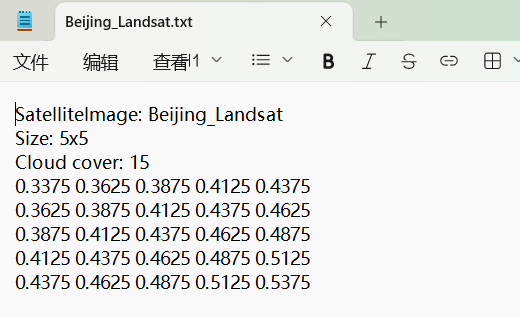 Beijing_Landsat.txt
文件 编辑 查看 H1 B I S
SatelliteImage: Beijing_Landsat
Size: 5x5
Cloud cover: 15
0.3375 0.3625 0.3875 0.4125 0.4375
0.3625 0.3875 0.4125 0.4375 0.4625
0.3875 0.4125 0.4375 0.4625 0.4875
0.4125 0.4375 0.4625 0.4875 0.5125
0.4375 0.4625 0.4875 0.5125 0.5375